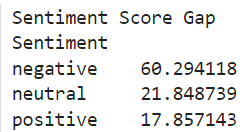 Sentiment Score Gap
Sentiment
negative    60.294118
neutral     21.848739
positive    17.857143